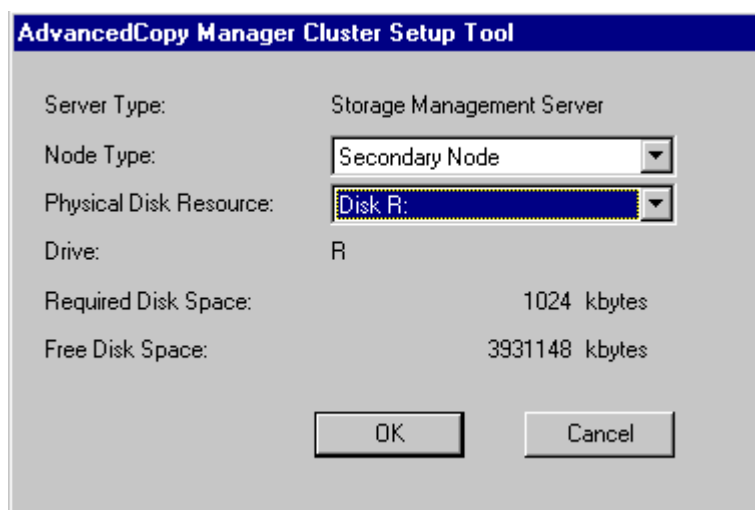 AdvancedCopy Manager Cluster Setup Tool
Server Type: Storage Management Server
Node Type: Secondary Node
Physical Disk Resource: Disk R:
Drive: R
Required Disk Space: 1024 kbytes
Free Disk Space: 3931148 kbytes
OK Cancel